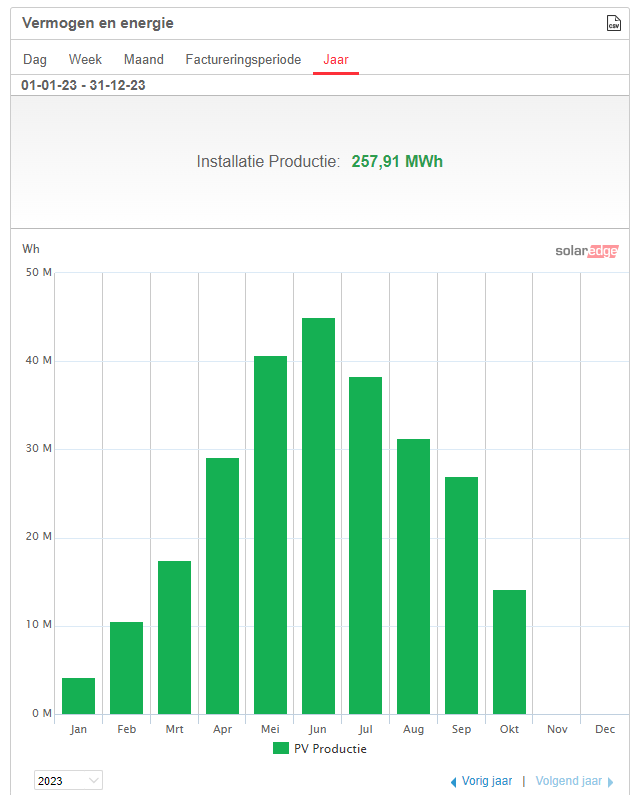 Vermogen en energie
CSV
Dag Week Maand Factureringsperiode Jaar
01-01-23 - 31-12-23
Installatie Productie: 257,91 MWh
Wh
solaredge
50 M
40 M
30 M
20 M
10 M
0 M
Jan Feb Mrt Apr Mei Jun Jul Aug Sep Okt Nov Dec
PV Productie
2023
Vorig jaar | Volgend jaar